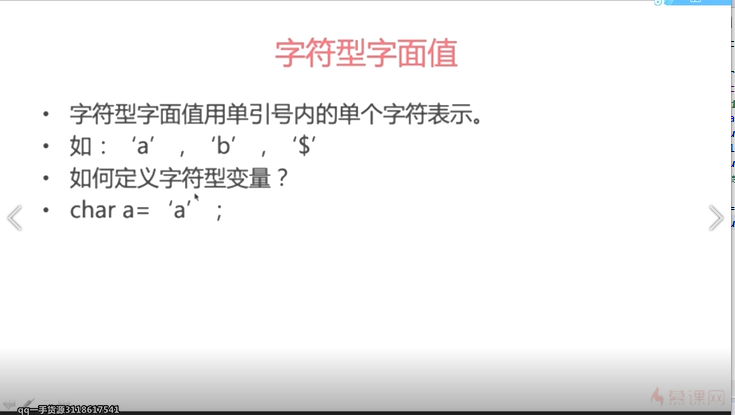 字符型字面值
• 字符型字面值用单引号内的单个字符表示。
• 如：‘a’ ，‘b’ ，‘$’
• 如何定义字符型变量？
• char a=‘a’ ；
慕课网
qq一手货源3118617541